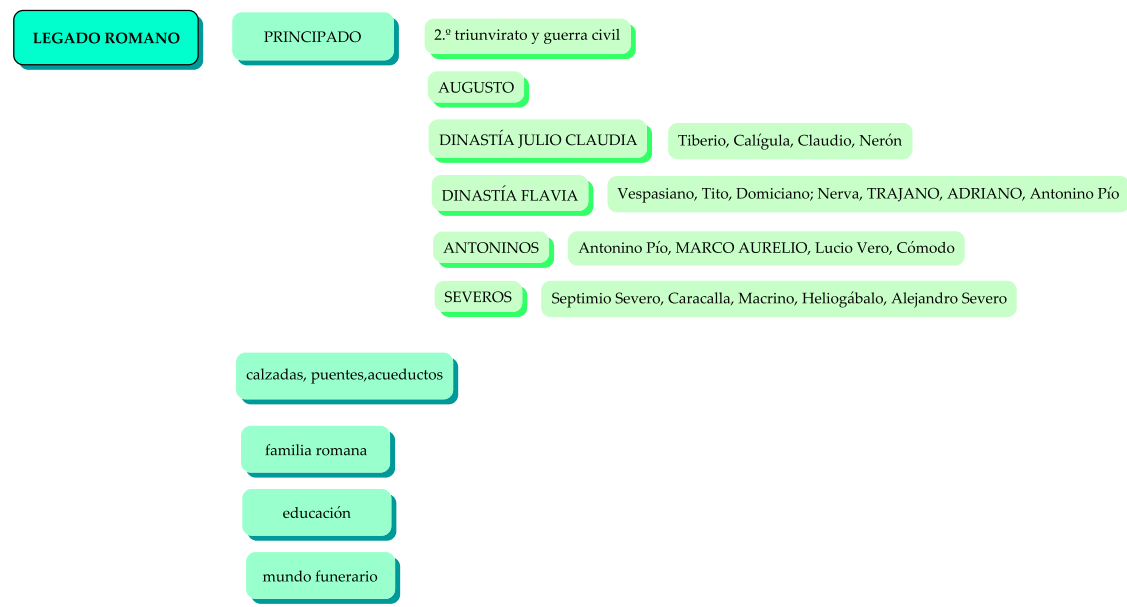 LEGADO ROMANO
PRINCIPADO
2.º triunvirato y guerra civil
AUGUSTO
DINASTÍA JULIO CLAUDIA
Tiberio, Calígula, Claudio, Nerón
DINASTÍA FLAVIA
Vespasiano, Tito, Domiciano; Nerva, TRAJANO, ADRIANO, Antonino Pío
ANTONINOS
Antonino Pío, MARCO AURELIO, Lucio Vero, Cómodo
SEVEROS
Septimio Severo, Caracalla, Macrino, Heliogábalo, Alejandro Severo
calzadas, puentes,acueductos
familia romana
educación
mundo funerario